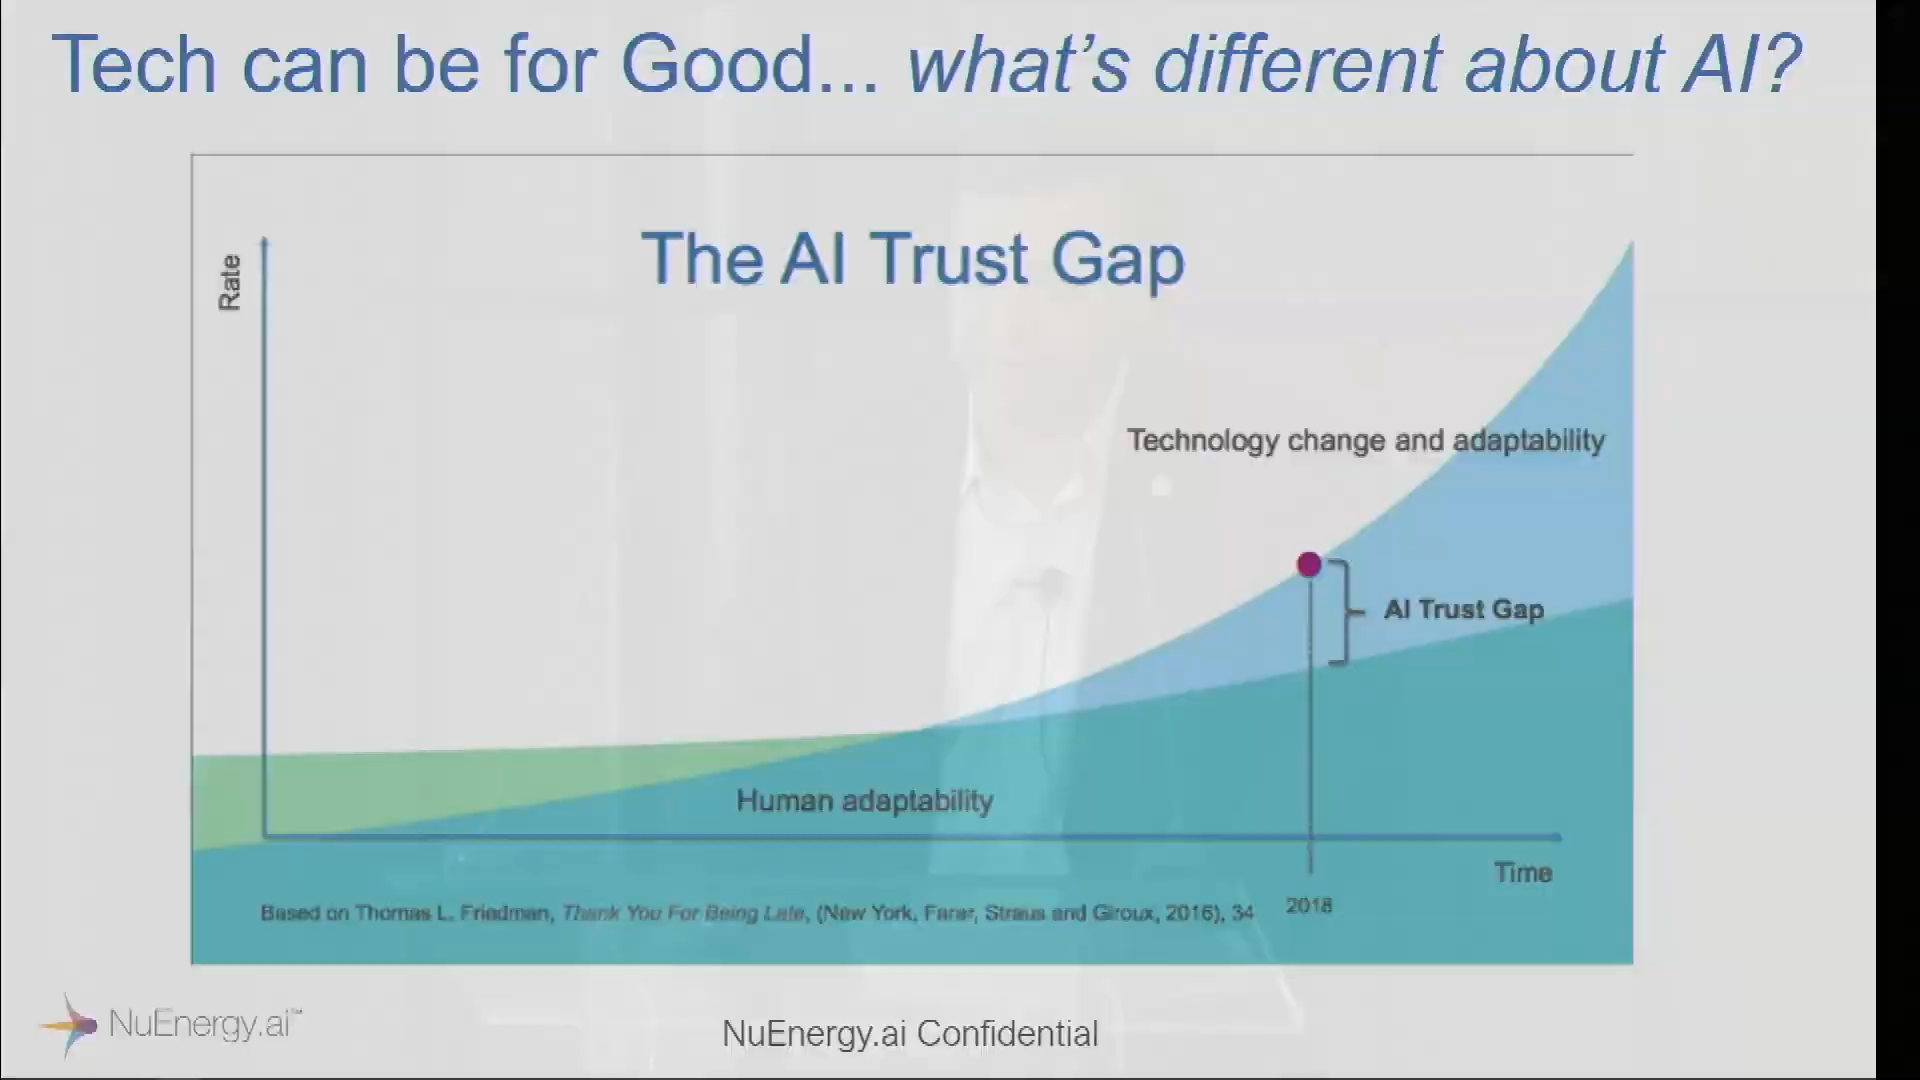 Tech can be for Good... what's different about AI?
The AI Trust Gap
Rate
Technology change and adaptability
AI Trust Gap
Human adaptability
Time
2018
Based on Thomas L. Friedman, Thank You For Being Late, (New York, Farar, Straus and Giroux, 2016), 34
NuEnergy.ai™
NuEnergy.ai Confidential